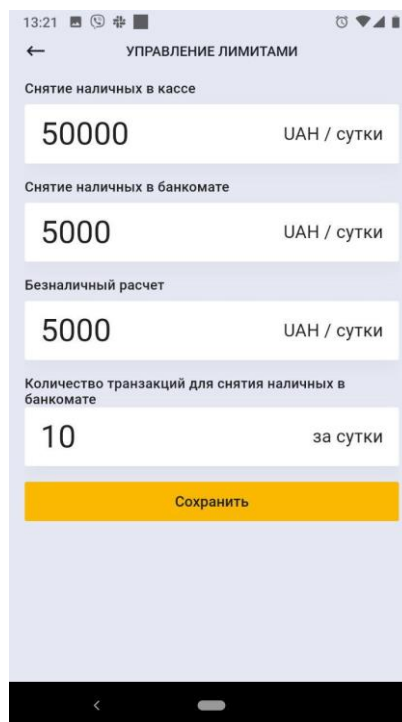 13:21
УПРАВЛЕНИЕ ЛИМИТАМИ
Снятие наличных в кассе
50000 UAH / сутки
Снятие наличных в банкомате
5000 UAH / сутки
Безналичный расчет
5000 UAH / сутки
Количество транзакций для снятия наличных в
банкомате
10 за сутки
Сохранить